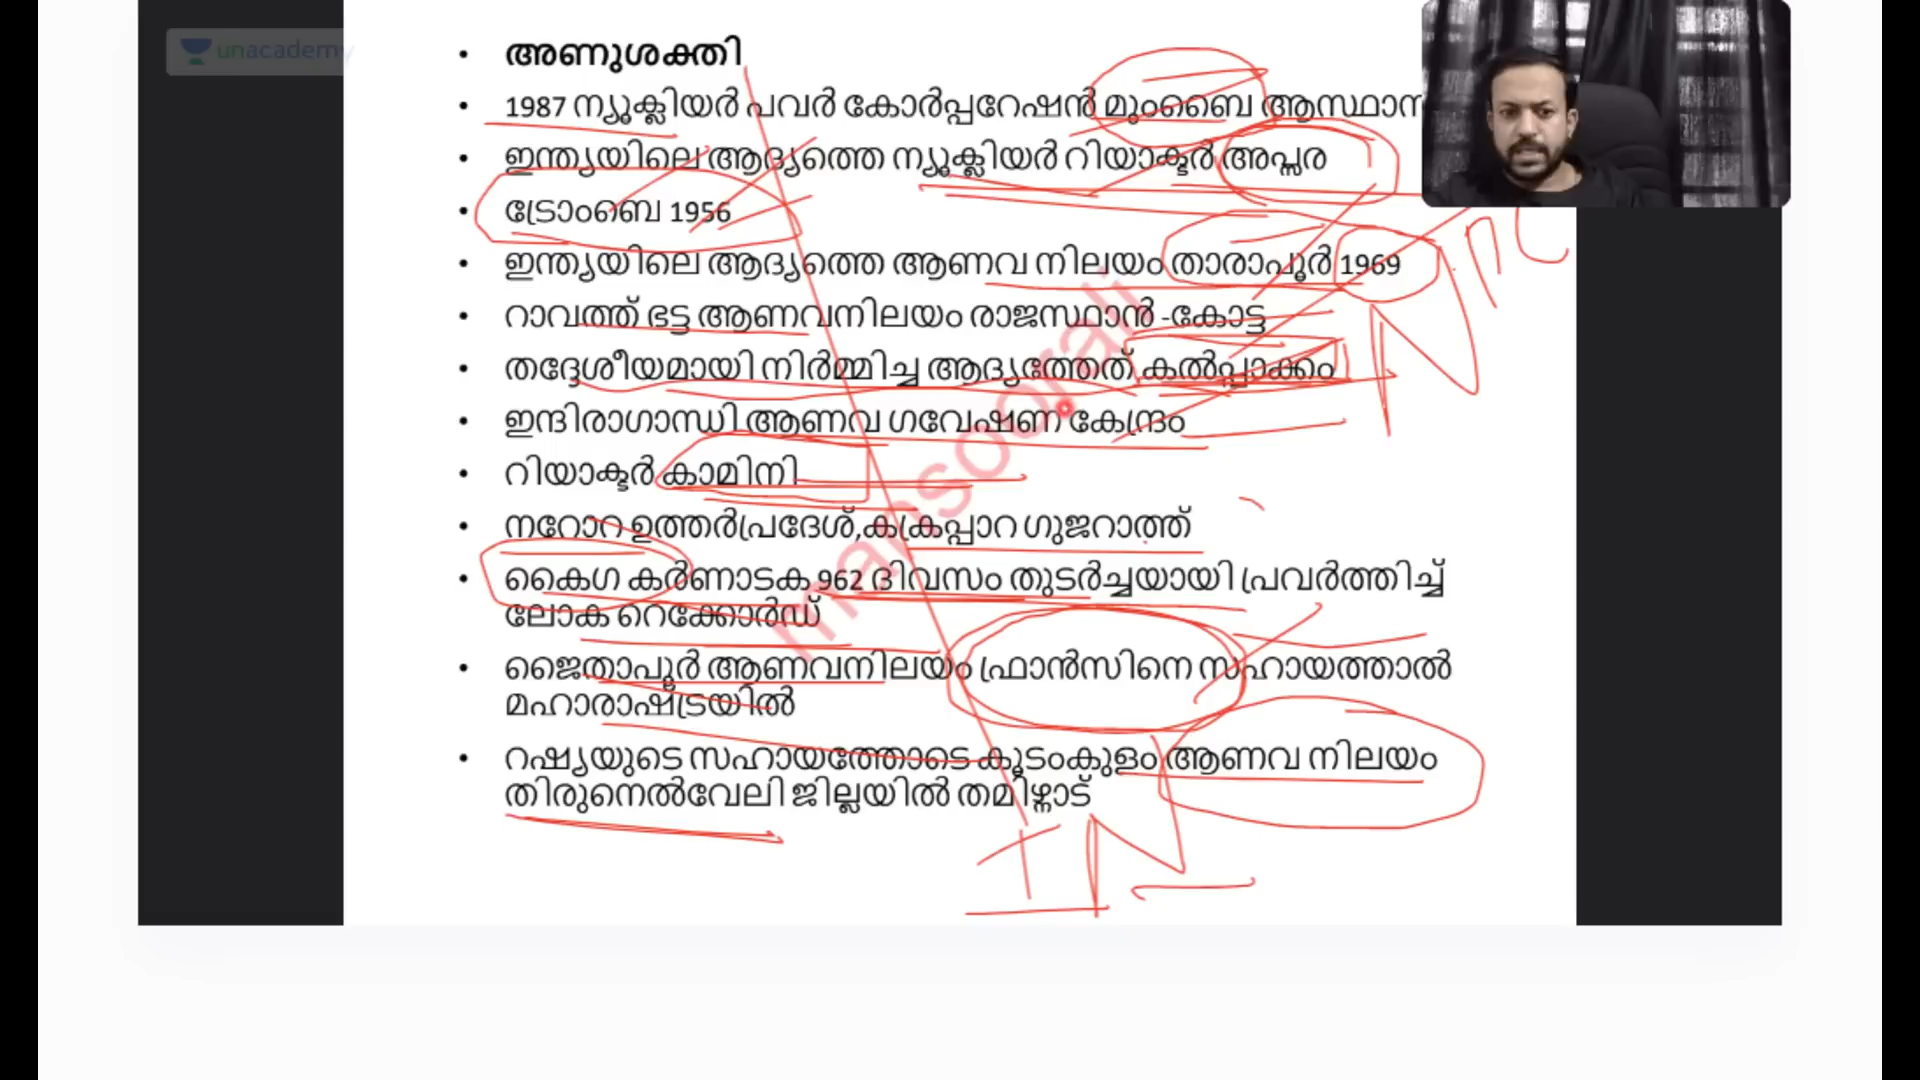 unacademy
അണുശക്തി
1987 ന്യൂക്ലിയർ പവർ കോർപ്പറേഷൻ മുംബൈ ആസ്ഥാന
ഇന്ത്യയിലെ ആദ്യത്തെ ന്യൂക്ലിയർ റിയാക്ടർ അപ്സര
ട്രോംബെ 1956
ഇന്ത്യയിലെ ആദ്യത്തെ ആണവ നിലയം താരാപൂർ 1969
റാവത്ത് ഭട്ട ആണവനിലയം രാജസ്ഥാൻ -കോട്ട
തദ്ദേശീയമായി നിർമ്മിച്ച ആദ്യത്തേത് കൽപ്പാക്കം
ഇന്ദിരാഗാന്ധി ആണവ ഗവേഷണ കേന്ദ്രം
റിയാക്ടർ കാമിനി
നറോറ ഉത്തർപ്രദേശ്,കക്രപ്പാറ ഗുജറാത്ത്
കൈഗ കർണാടക 962 ദിവസം തുടർച്ചയായി പ്രവർത്തിച്ച്
ലോക റെക്കോർഡ്
ജൈതാപൂർ ആണവനിലയം ഫ്രാൻസിനെ സഹായത്താൽ
മഹാരാഷ്ട്രയിൽ
റഷ്യയുടെ സഹായത്തോടെ കൂടംകുളം ആണവ നിലയം
തിരുനെൽവേലി ജില്ലയിൽ തമിഴ്നാട്
mansoorali
IN